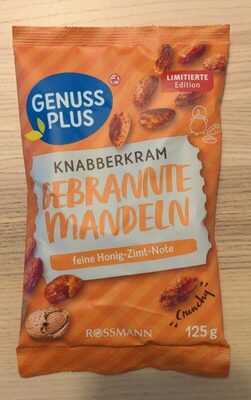 GENUSS
PLUS
LIMITIERTE
Edition
KNABBERKRAM
GEBRANNTE
MANDELN
feine Honig-Zimt-Note
Crunchy
ROSSMANN
125 g